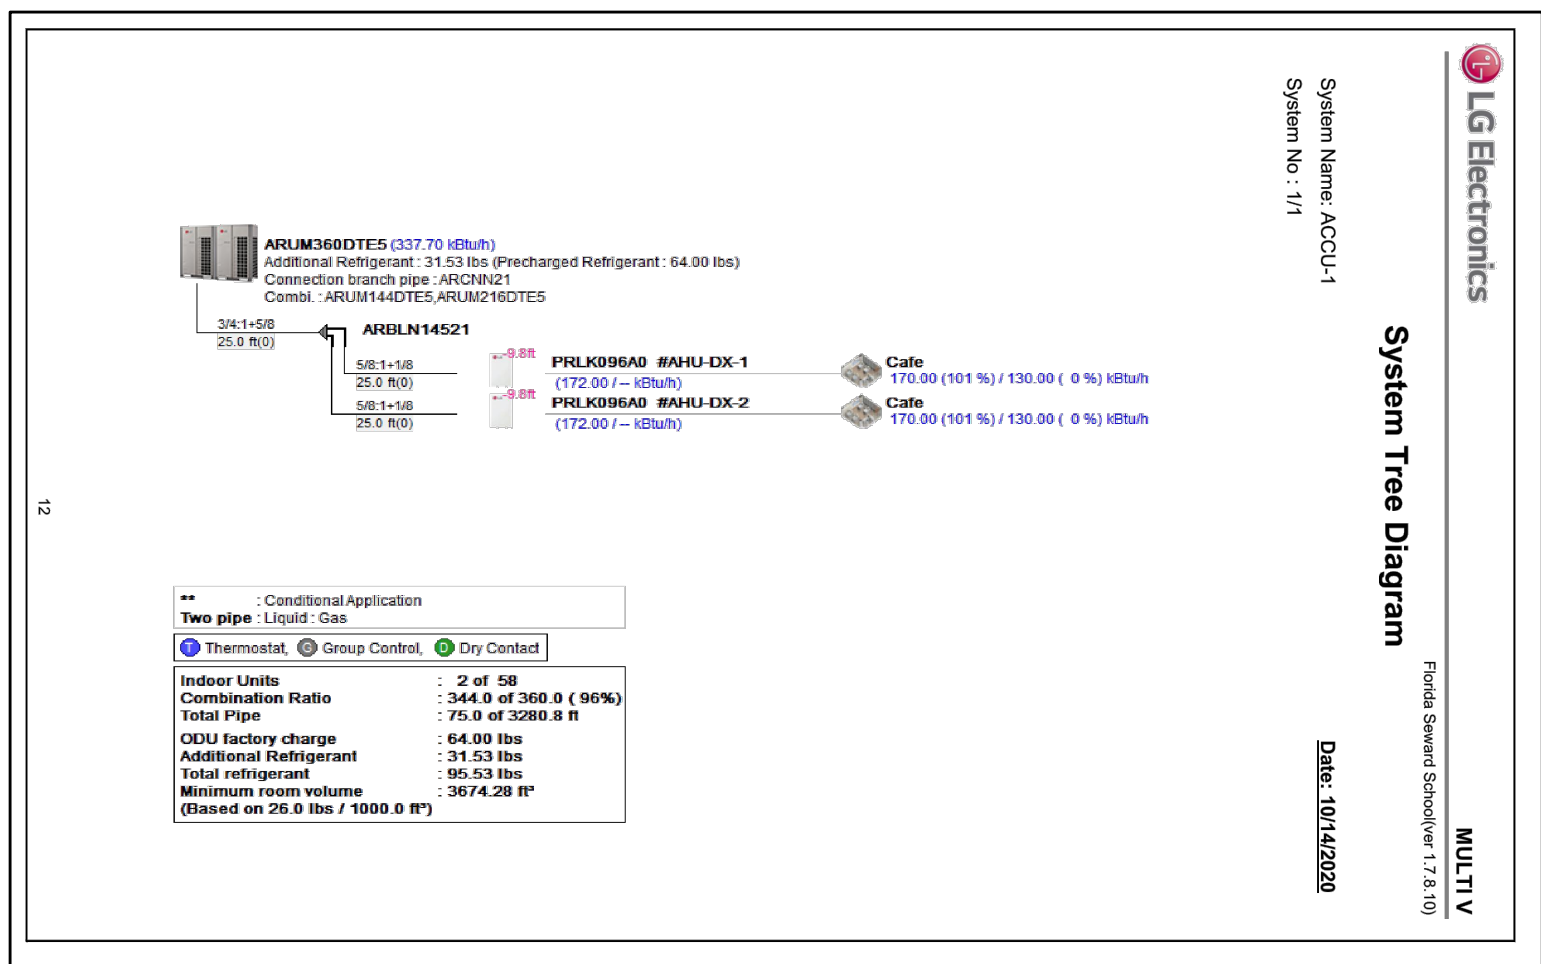 LG Electronics
MULTI V
Florida Seward School(ver 1.7.8.10)
System Tree Diagram
System Name: ACCU-1
Date: 10/14/2020
System No : 1/1
ARUM360DTE5 (337.70 kBtu/h)
Additional Refrigerant : 31.53 lbs (Precharged Refrigerant : 64.00 lbs)
Connection branch pipe : ARCNN21
Combi. : ARUM144DTE5,ARUM216DTE5
3/4:1+5/8
25.0 ft(0)
ARBLN14521
5/8:1+1/8
25.0 ft(0)
-9.8ft
PRLK096A0 #AHU-DX-1
(172.00 / -- kBtu/h)
Cafe
170.00 (101 %) / 130.00 ( 0 %) kBtu/h
5/8:1+1/8
25.0 ft(0)
-9.8ft
PRLK096A0 #AHU-DX-2
(172.00 / -- kBtu/h)
Cafe
170.00 (101 %) / 130.00 ( 0 %) kBtu/h
** : Conditional Application
Two pipe : Liquid : Gas
T Thermostat, G Group Control, D Dry Contact
Indoor Units : 2 of 58
Combination Ratio : 344.0 of 360.0 ( 96%)
Total Pipe : 75.0 of 3280.8 ft
ODU factory charge : 64.00 lbs
Additional Refrigerant : 31.53 lbs
Total refrigerant : 95.53 lbs
Minimum room volume : 3674.28 ft³
(Based on 26.0 lbs / 1000.0 ft³)
12